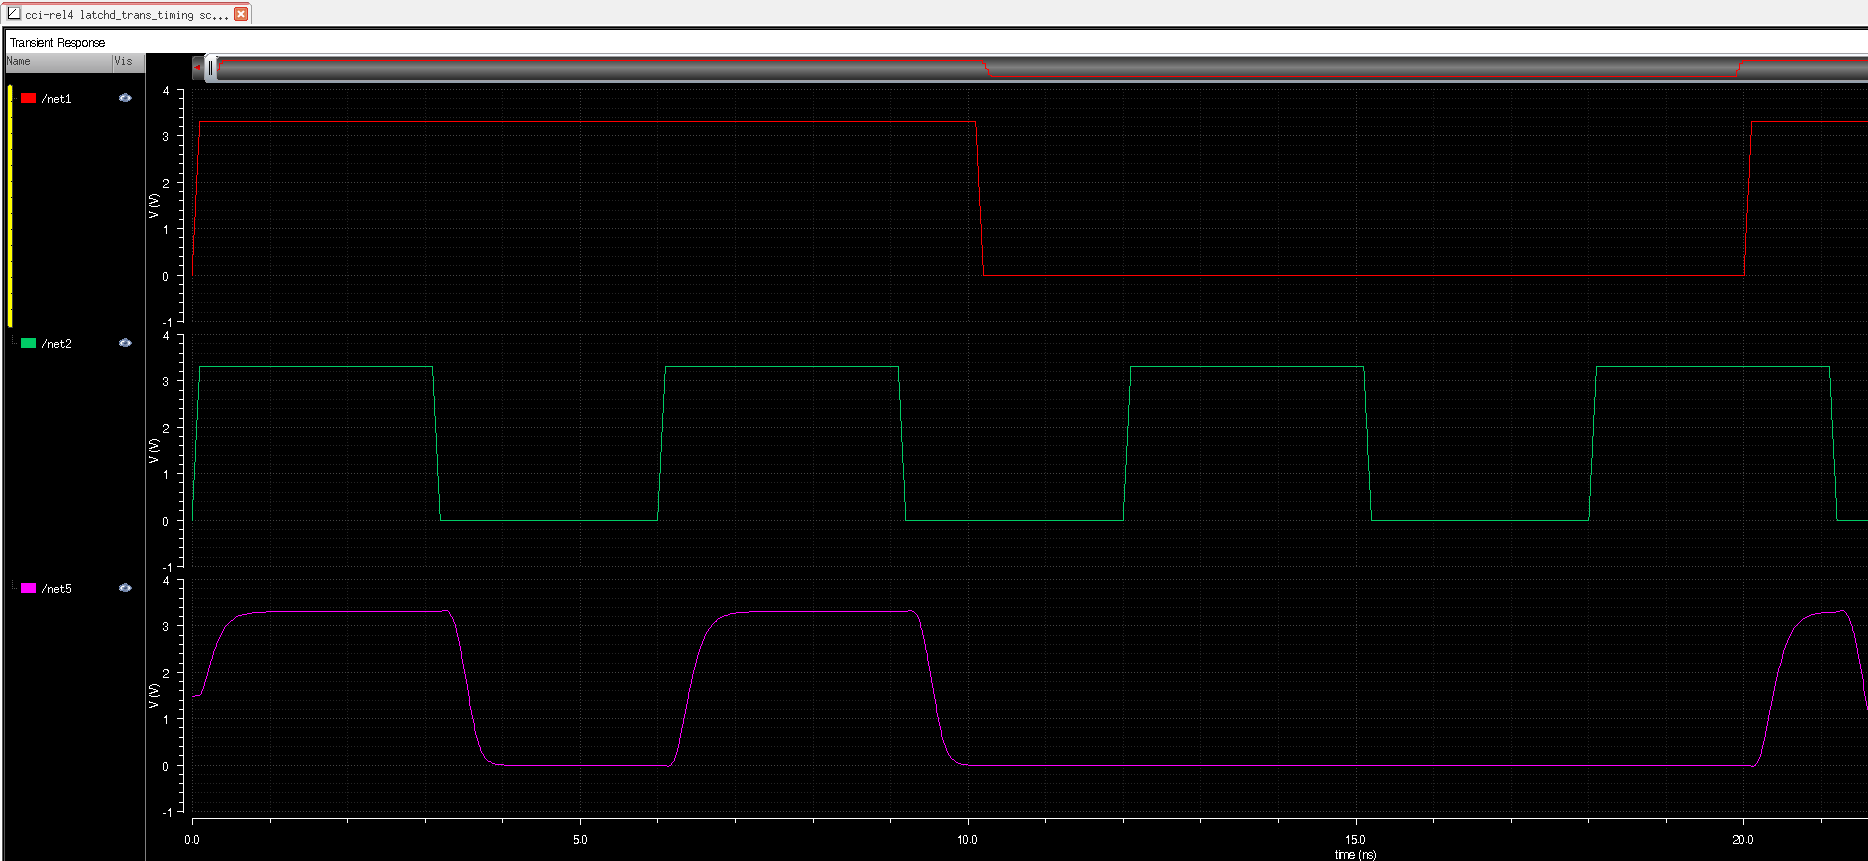 cci-rel4 latchd_trans_timing sc...
Transient Response
Name Vis
/net1
4
3
2
1
0
-1
V (V)
/net2
4
3
2
1
0
-1
V (V)
/net5
4
3
2
1
0
-1
V (V)
0.0 5.0 10.0 15.0 20.0
time (ns)